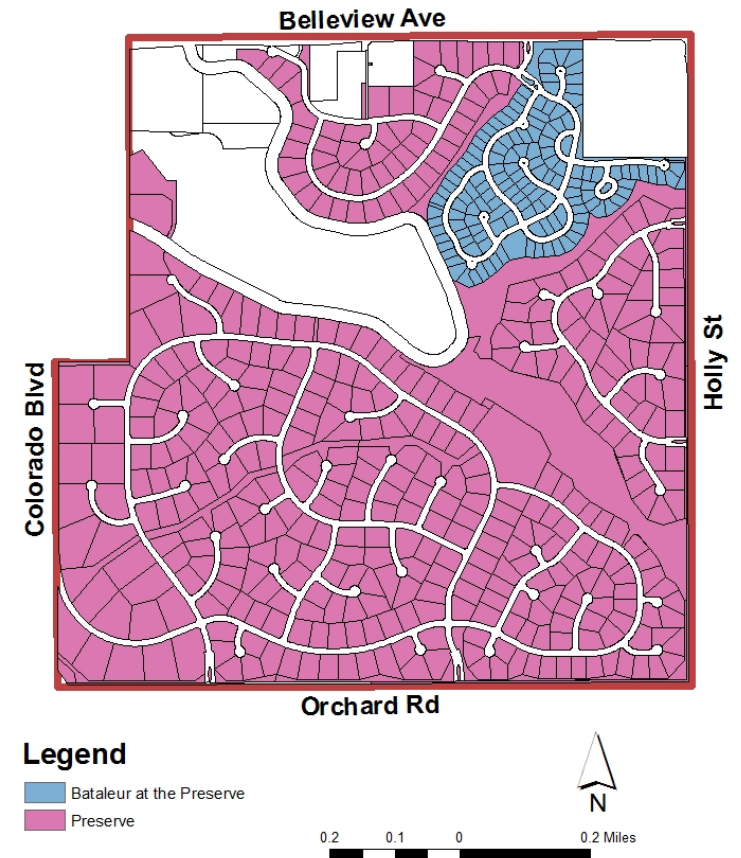 Belleview Ave
Colorado Blvd
Holly St
Orchard Rd
Legend
Bataleur at the Preserve
Preserve
N
0.2 0.1 0 0.2 Miles